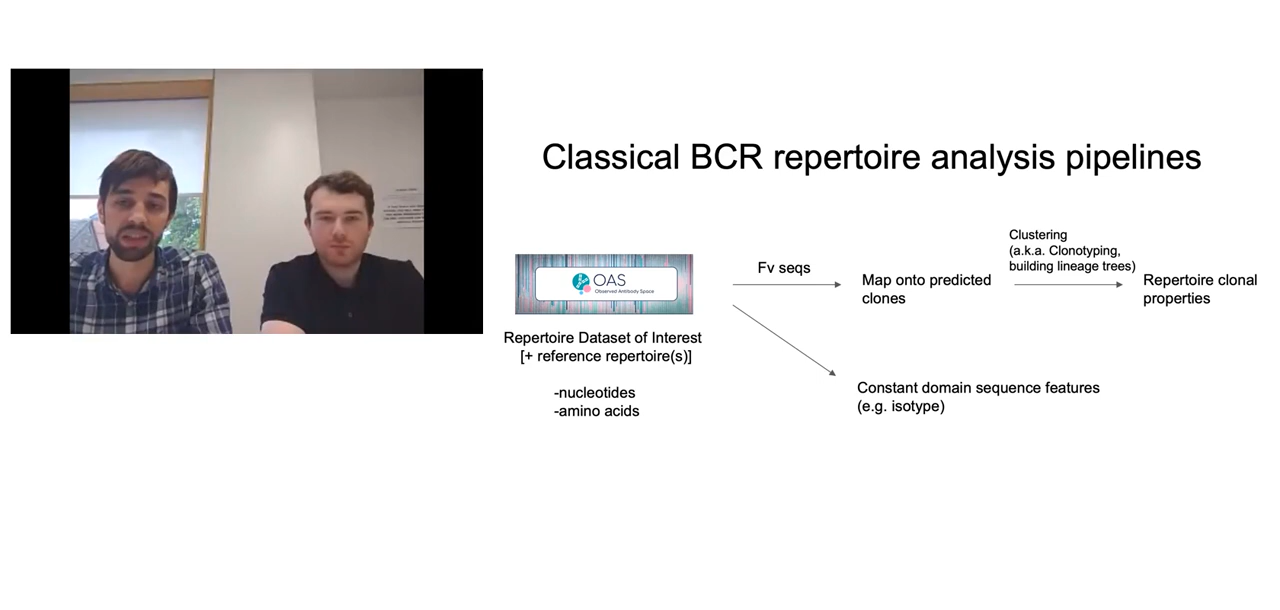 Classical BCR repertoire analysis pipelines
OAS
Observed Antibody Space
Repertoire Dataset of Interest
[+ reference repertoire(s)]
-nucleotides
-amino acids
Fv seqs
Map onto predicted
clones
Clustering
(a.k.a. Clonotyping,
building lineage trees)
Repertoire clonal
properties
Constant domain sequence features
(e.g. isotype)